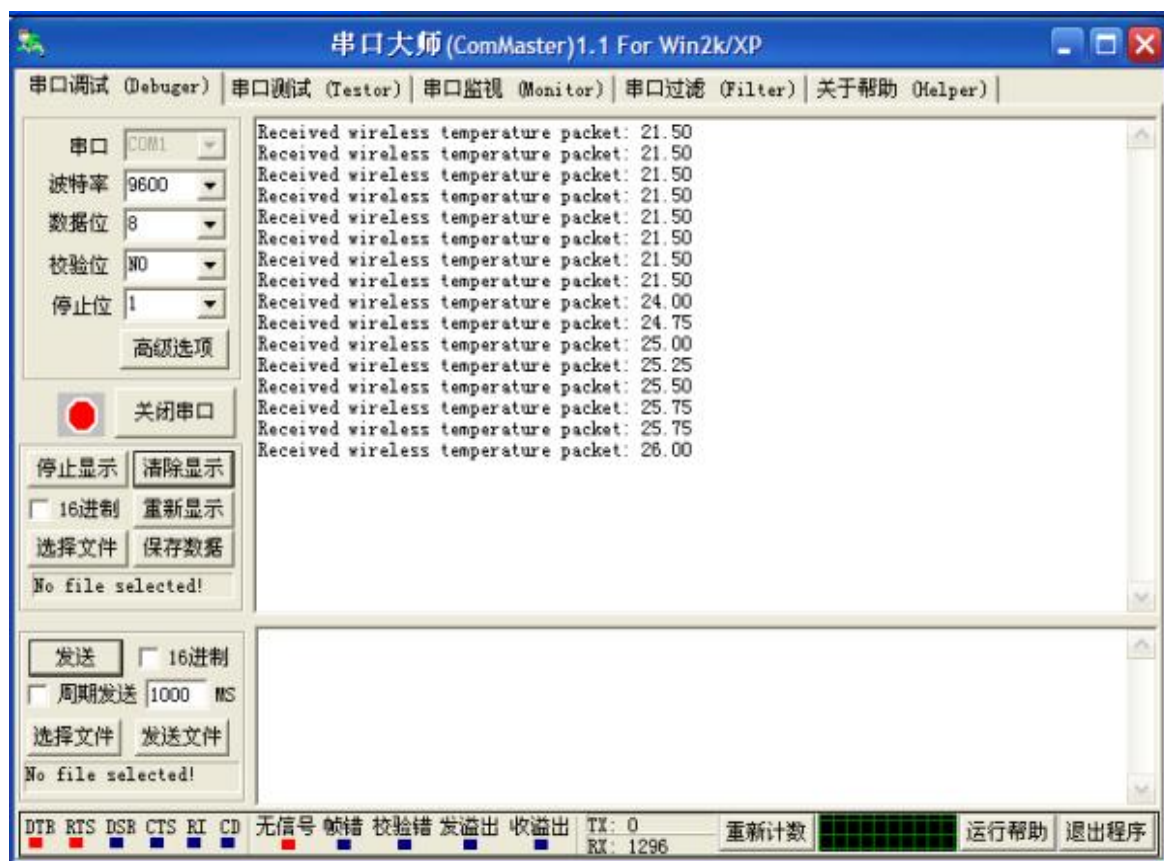 串口大师(ComMaster)1.1 For Win2k/XP
串口调试 (Debuger) 串口测试 (Testor) 串口监视 (Monitor) 串口过滤 (Filter) 关于帮助 (Helper)
串口 COM1
波特率 9600
数据位 8
校验位 NO
停止位 1
高级选项
关闭串口
停止显示 清除显示
16进制 重新显示
选择文件 保存数据
No file selected!
Received wireless temperature packet: 21.50
Received wireless temperature packet: 21.50
Received wireless temperature packet: 21.50
Received wireless temperature packet: 21.50
Received wireless temperature packet: 21.50
Received wireless temperature packet: 21.50
Received wireless temperature packet: 21.50
Received wireless temperature packet: 21.50
Received wireless temperature packet: 24.00
Received wireless temperature packet: 24.75
Received wireless temperature packet: 25.00
Received wireless temperature packet: 25.25
Received wireless temperature packet: 25.50
Received wireless temperature packet: 25.75
Received wireless temperature packet: 25.75
Received wireless temperature packet: 26.00
发送 16进制
周期发送 1000 MS
选择文件 发送文件
No file selected!
DTR RTS DSR CTS RI CD 无信号 帧错 校验错 发溢出 收溢出 TX: 0 重新计数 运行帮助 退出程序
RX: 1296